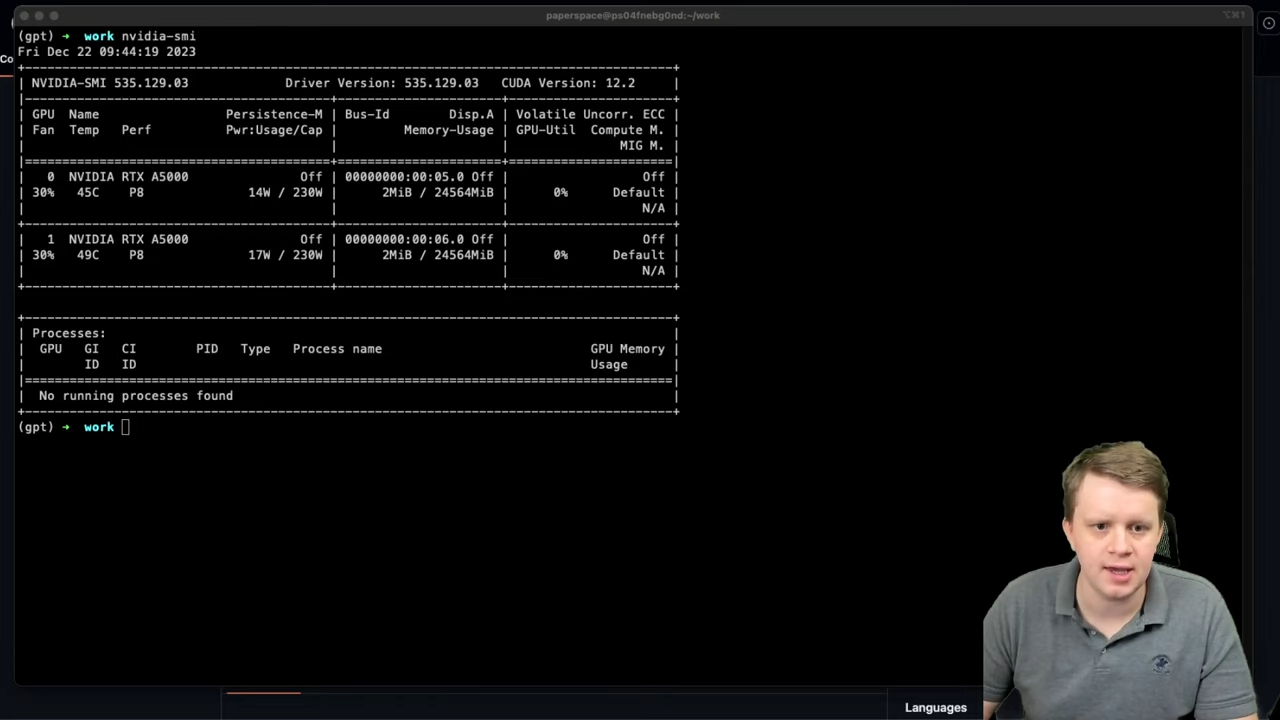 paperspace@ps04fnebg0nd:~/work
⌥⌘1
(gpt) → work nvidia-smi
Fri Dec 22 09:44:19 2023
+---------------------------------------------------------------------------------------+
| NVIDIA-SMI 535.129.03             Driver Version: 535.129.03   CUDA Version: 12.2     |
|-----------------------------------------+----------------------+----------------------+
| GPU  Name                 Persistence-M | Bus-Id        Disp.A | Volatile Uncorr. ECC |
| Fan  Temp   Perf          Pwr:Usage/Cap |         Memory-Usage | GPU-Util  Compute M. |
|                                         |                      |               MIG M. |
|=========================================+======================+======================|
|   0  NVIDIA RTX A5000               Off | 00000000:00:05.0 Off |                  Off |
| 30%   45C    P8              14W / 230W |      2MiB / 24564MiB |      0%      Default |
|                                         |                      |                  N/A |
+-----------------------------------------+----------------------+----------------------+
|   1  NVIDIA RTX A5000               Off | 00000000:00:06.0 Off |                  Off |
| 30%   49C    P8              17W / 230W |      2MiB / 24564MiB |      0%      Default |
|                                         |                      |                  N/A |
+-----------------------------------------+----------------------+----------------------+
+---------------------------------------------------------------------------------------+
| Processes:                                                                            |
|  GPU   GI   CI        PID   Type   Process name                            GPU Memory |
|        ID   ID                                                             Usage      |
|=======================================================================================|
|  No running processes found                                                           |
+---------------------------------------------------------------------------------------+
(gpt) → work
Co
Languages